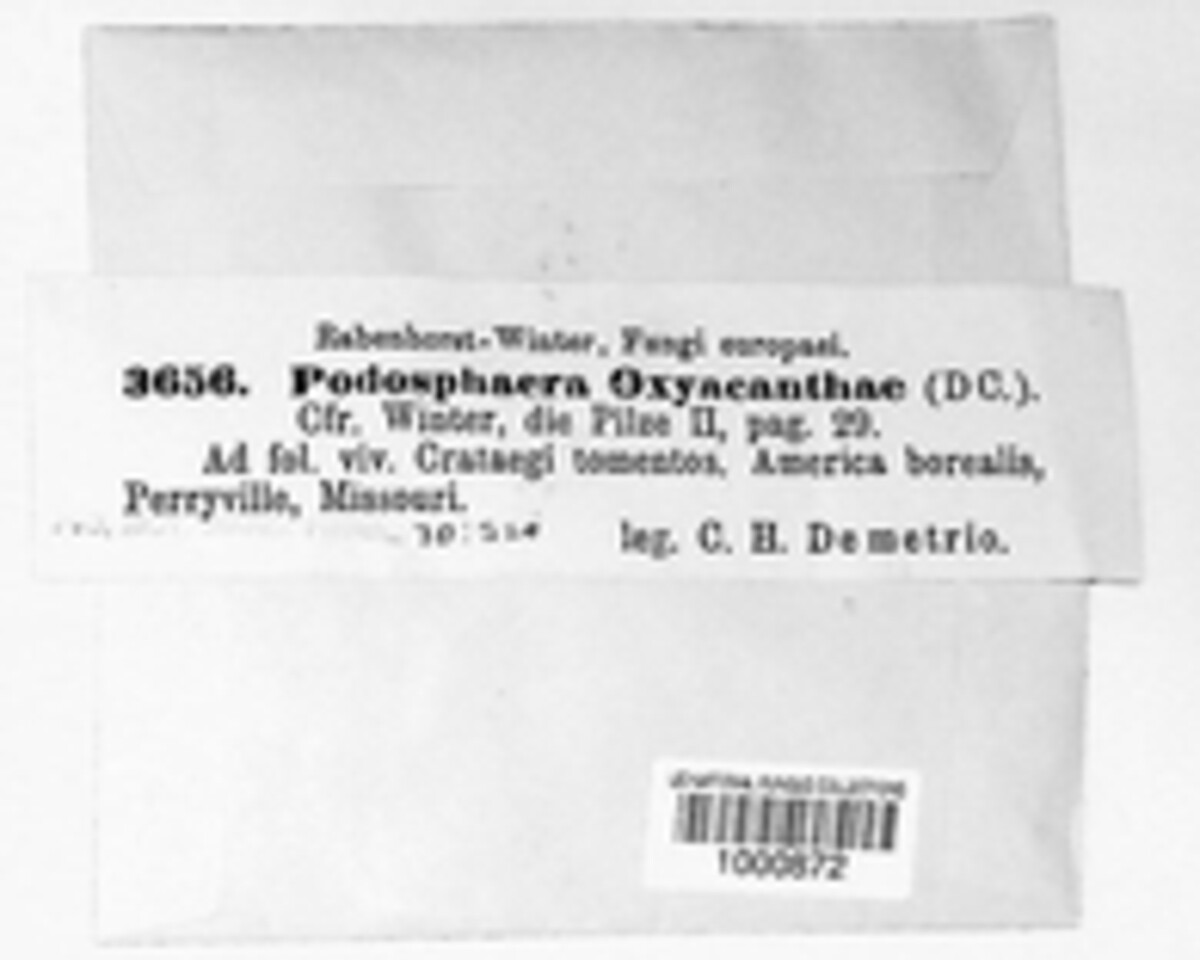 Rabenhorst-Winter, Fungi europaei.
3656. Podosphaera Oxyacanthae (DC.).
Cfr. Winter, die Pilze II, pag. 29.
Ad fol. viv. Crataegi tomentos. America borealis,
Perryville, Missouri.
leg. C. H. Demetrio.
1000872